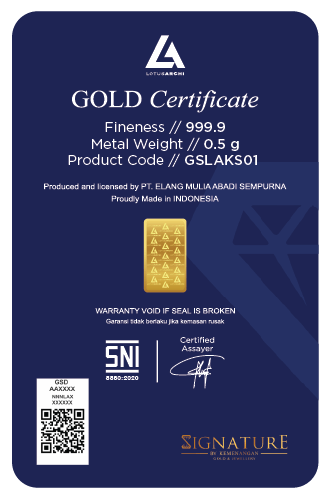 LOTUSARCHI
GOLD Certificate
Fineness // 999.9
Metal Weight // 0.5 g
Product Code // GSLAKS01
Produced and licensed by PT. ELANG MULIA ABADI SEMPURNA
Proudly Made in INDONESIA
WARRANTY VOID IF SEAL IS BROKEN
Garansi tidak berlaku jika kemasan rusak
SNI
8880:2020
Certified
Assayer
GSD
AAXXXX
NNNLAX
XXXXXX
SIGNATURE
BY KEMENANGAN